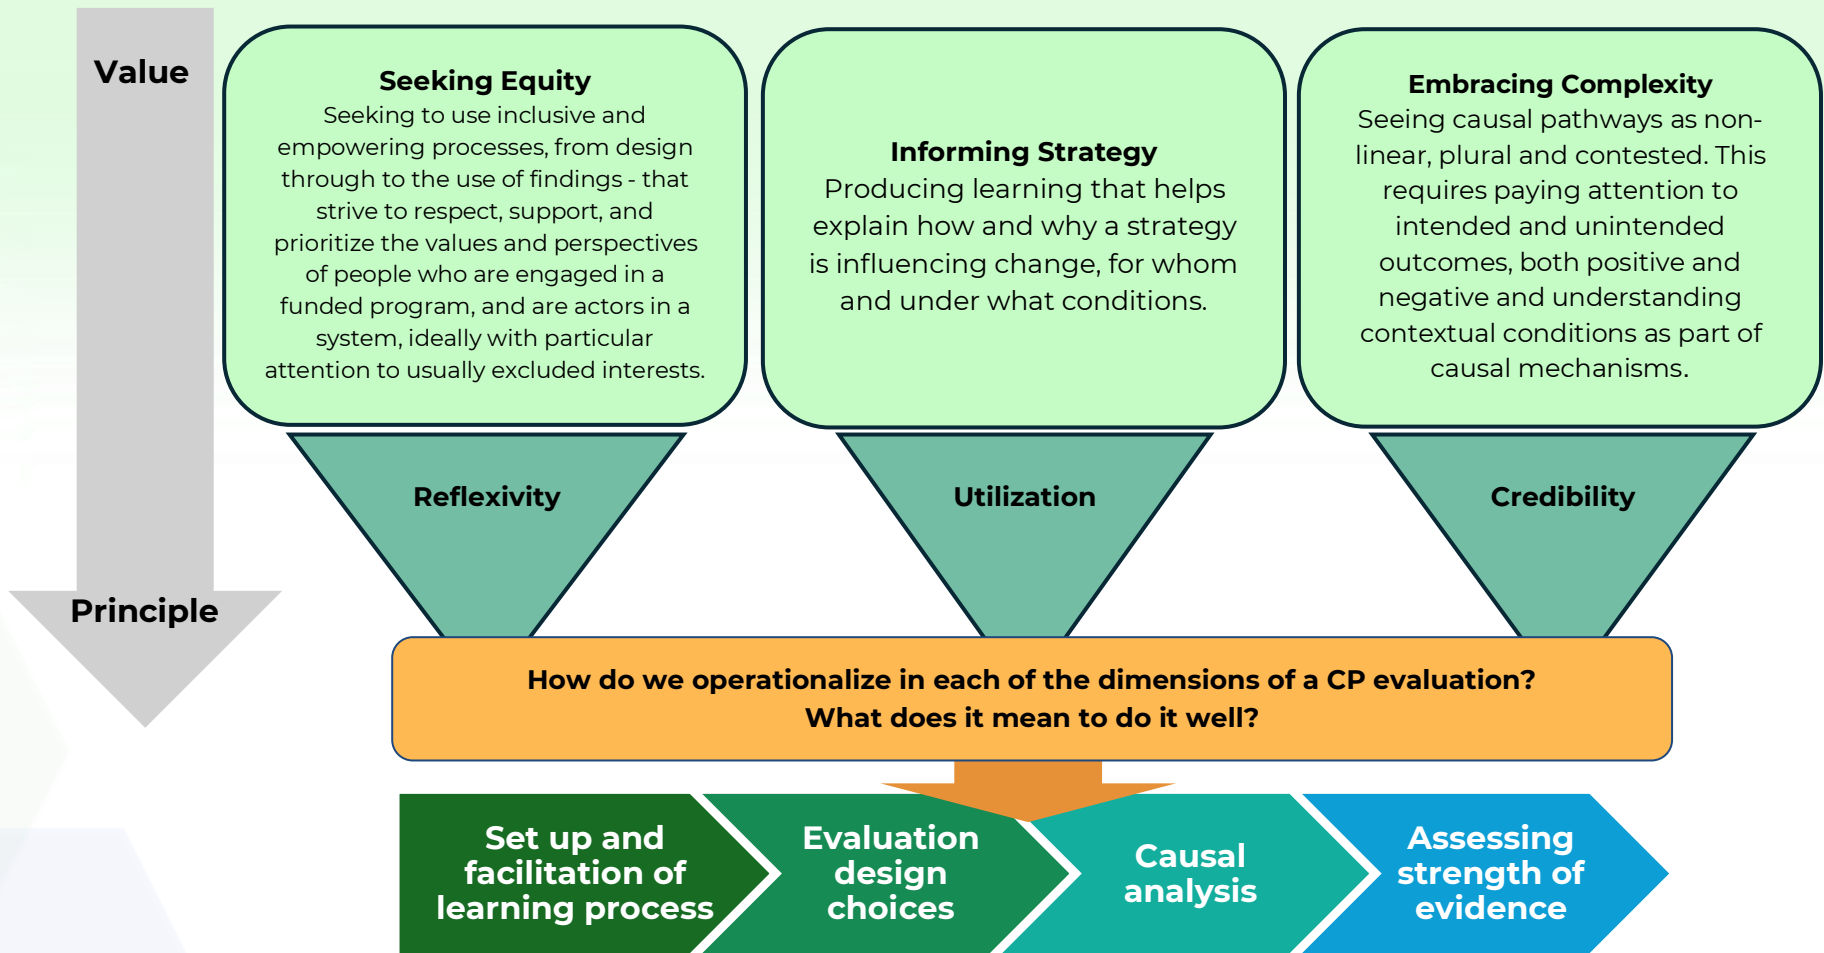 Value
Seeking Equity
Seeking to use inclusive and
empowering processes, from design
through to the use of findings - that
strive to respect, support, and
prioritize the values and perspectives
of people who are engaged in a
funded program, and are actors in a
system, ideally with particular
attention to usually excluded interests.
Informing Strategy
Producing learning that helps
explain how and why a strategy
is influencing change, for whom
and under what conditions.
Embracing Complexity
Seeing causal pathways as non-
linear, plural and contested. This
requires paying attention to
intended and unintended
outcomes, both positive and
negative and understanding
contextual conditions as part of
causal mechanisms.
Reflexivity
Utilization
Credibility
Principle
How do we operationalize in each of the dimensions of a CP evaluation?
What does it mean to do it well?
Set up and
facilitation of
learning process
Evaluation
design
choices
Causal
analysis
Assessing
strength of
evidence